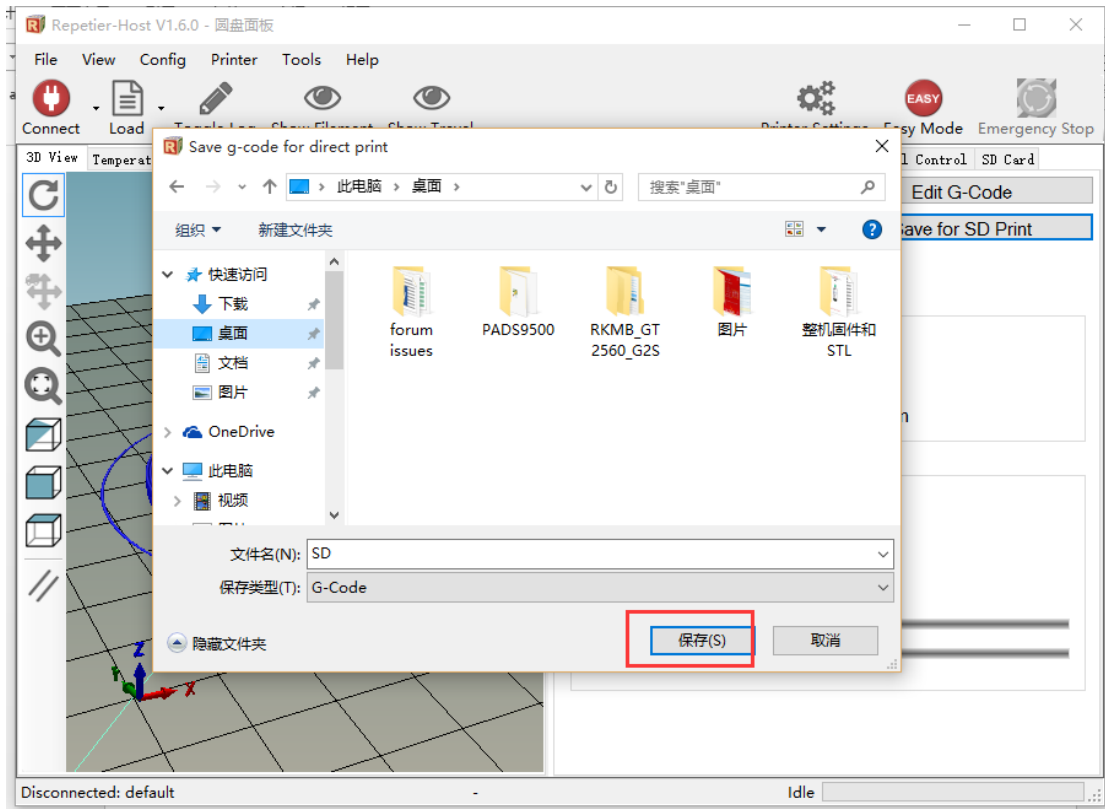 Repetier-Host V1.6.0 - 圆盘面板
File View Config Printer Tools Help
EASY
Connect Load Easy Mode Emergency Stop
Save g-code for direct print
3D View Temperat
Control SD Card
此电脑 > 桌面 >
搜索"桌面"
Edit G-Code
组织 新建文件夹
Save for SD Print
快速访问
下载
桌面
文档
图片
OneDrive
此电脑
视频
forum issues
PADS9500
RKMB_GT2560_G2S
图片
整机固件和STL
文件名(N): SD
保存类型(T): G-Code
隐藏文件夹
保存(S) 取消
Z
Y
X
Disconnected: default - Idle